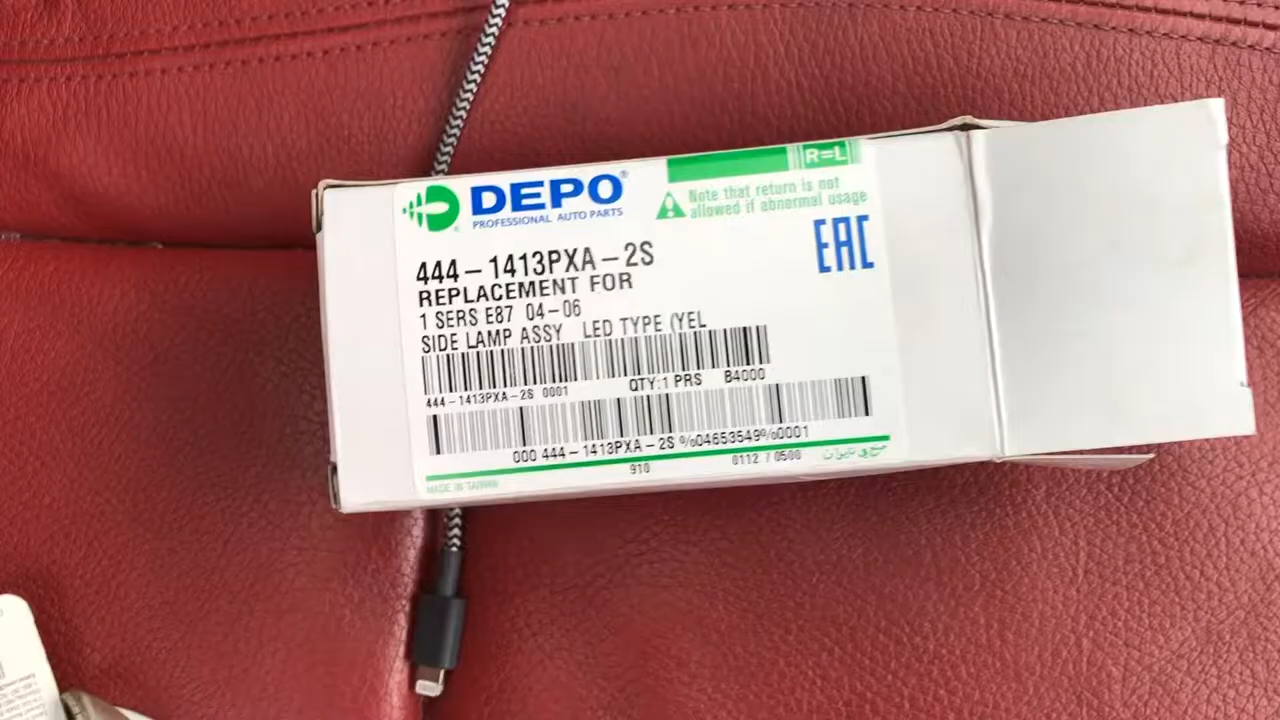 DEPO®
PROFESSIONAL AUTO PARTS
R=L
Note that return is not
allowed if abnormal usage
EAC
444-1413PXA-2S
REPLACEMENT FOR
1 SERS E87 04-06
SIDE LAMP ASSY LED TYPE (YEL
444-1413PXA-2S 0001
QTY:1 PRS B4000
000 444-1413PXA-2S%04653549%0001
910
0112 / 0500
MADE IN TAIWAN